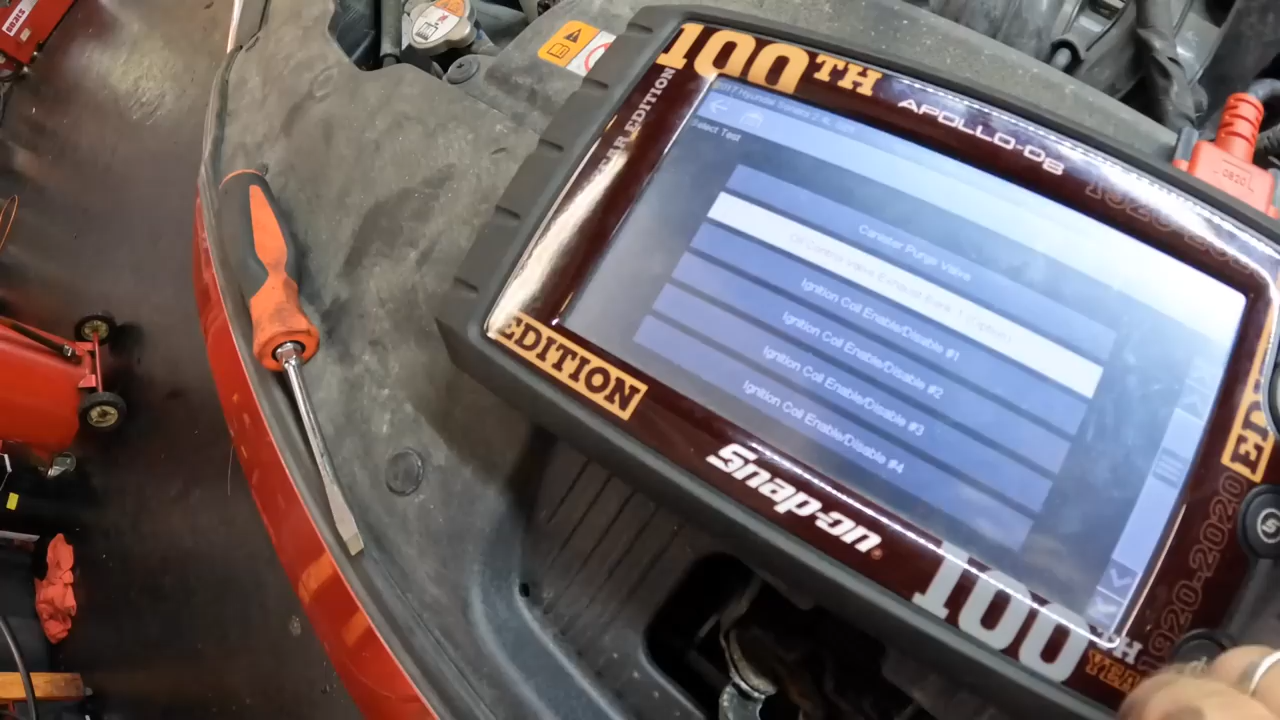 100TH
YEAR EDITION
APOLLO-D8
2017 Hyundai Sonata 2.4L
Select Test
Canister Purge Valve
Oil Control Valve Exhaust Bank 1 (Option)
Ignition Coil Enable/Disable #1
Ignition Coil Enable/Disable #2
Ignition Coil Enable/Disable #3
Ignition Coil Enable/Disable #4
EDITION
Snap-on
100TH
YEAR
1920-2020
0820
S